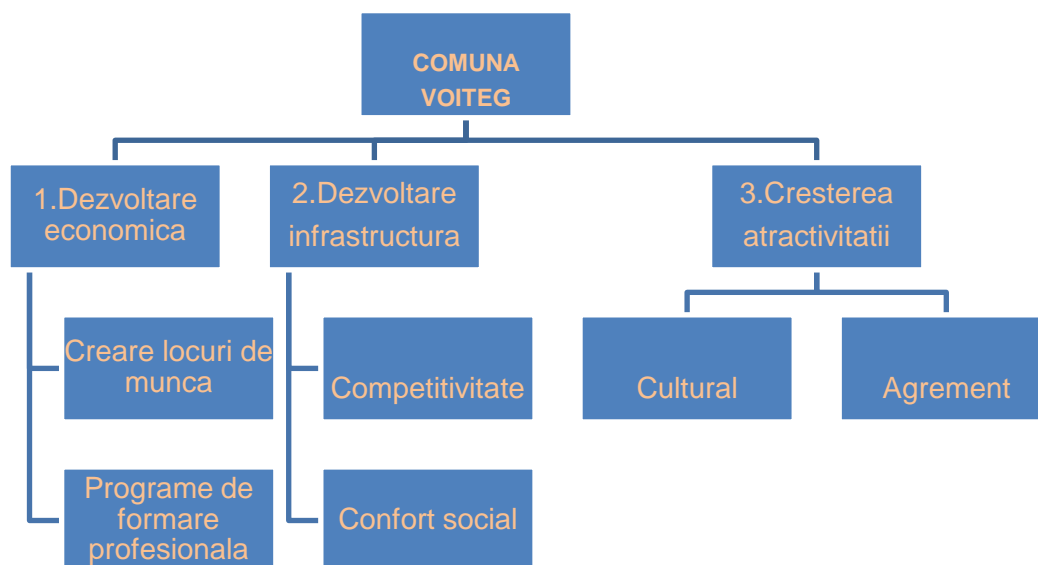 COMUNA
VOITEG
1.Dezvoltare
economica
2.Dezvoltare
infrastructura
3.Cresterea
atractivitatii
Creare locuri de
munca
Competitivitate
Cultural
Agrement
Programe de
formare
profesionala
Confort social